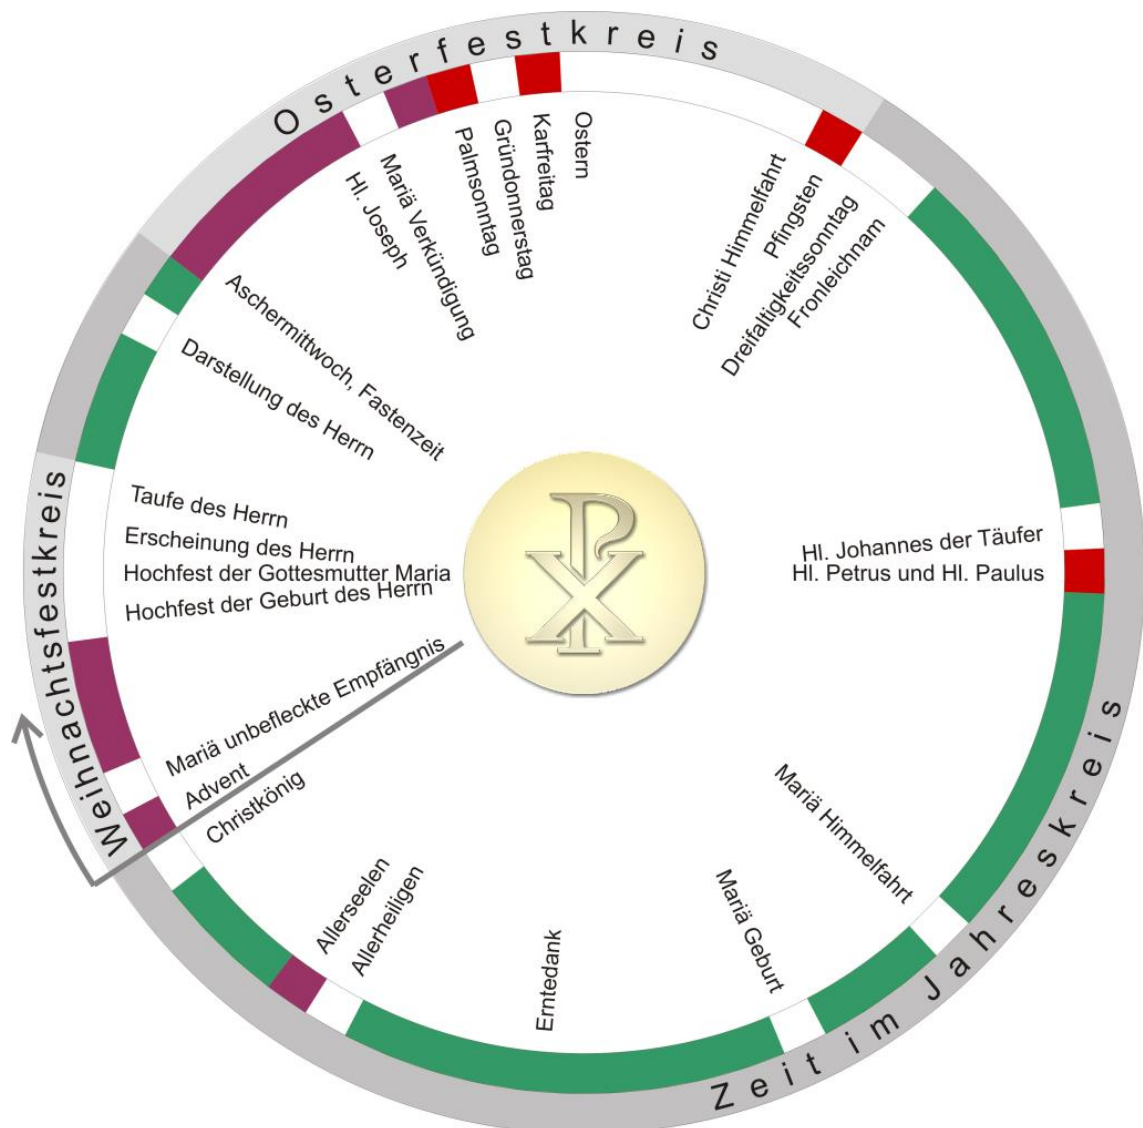 Osterfestkreis
Ostern
Karfreitag
Gründonnerstag
Palmsonntag
Mariä Verkündigung
Hl. Joseph
Christi Himmelfahrt
Pfingsten
Dreifaltigkeitssonntag
Fronleichnam
Aschermittwoch, Fastenzeit
Darstellung des Herrn
Weihnachtsfestkreis
Taufe des Herrn
Erscheinung des Herrn
Hochfest der Gottesmutter Maria
Hochfest der Geburt des Herrn
Mariä unbefleckte Empfängnis
Advent
Christkönig
Hl. Johannes der Täufer
Hl. Petrus und Hl. Paulus
Mariä Himmelfahrt
Mariä Geburt
Erntedank
Allerheiligen
Allerseelen
Zeit im Jahreskreis